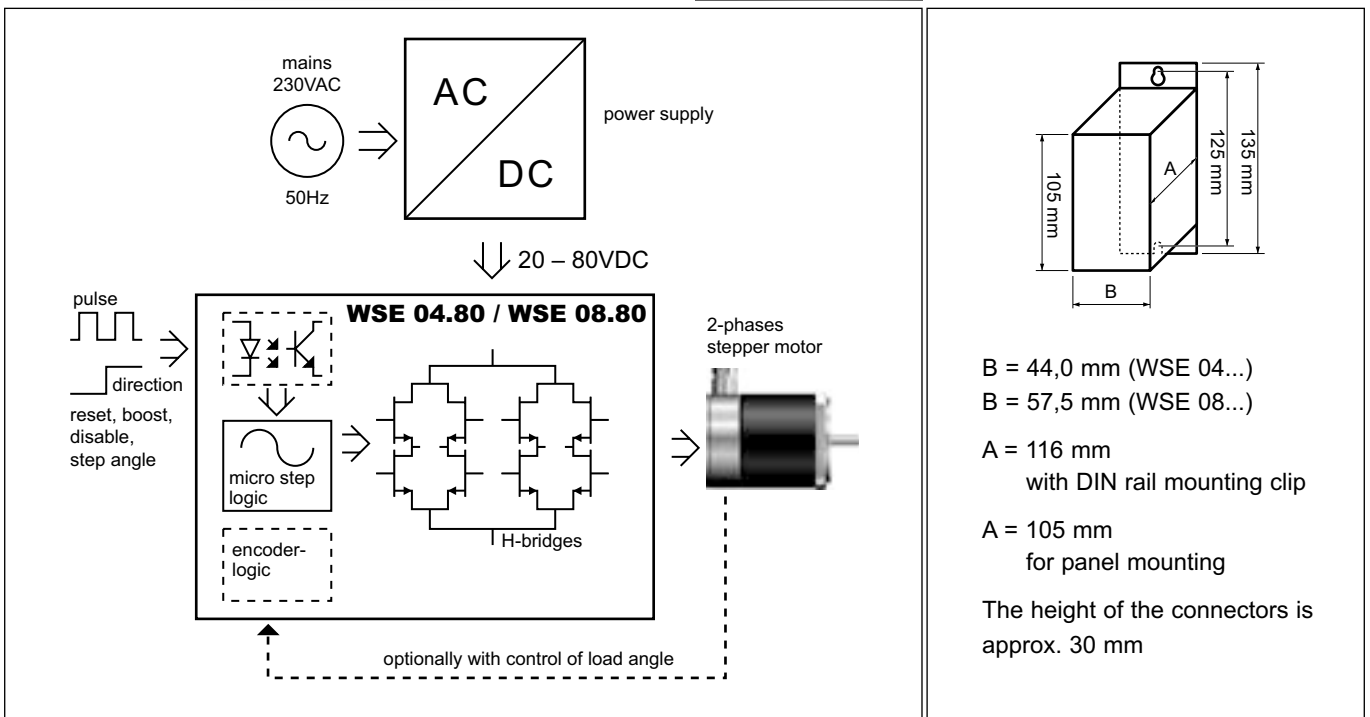 mains
230VAC
50Hz
AC
DC
power supply
20 – 80VDC
pulse
direction
reset, boost,
disable,
step angle
WSE 04.80 / WSE 08.80
micro step
logic
encoder-
logic
H-bridges
2-phases
stepper motor
optionally with control of load angle
105 mm
A
125 mm
135 mm
B
B = 44,0 mm (WSE 04...)
B = 57,5 mm (WSE 08...)
A = 116 mm
with DIN rail mounting clip
A = 105 mm
for panel mounting
The height of the connectors is
approx. 30 mm